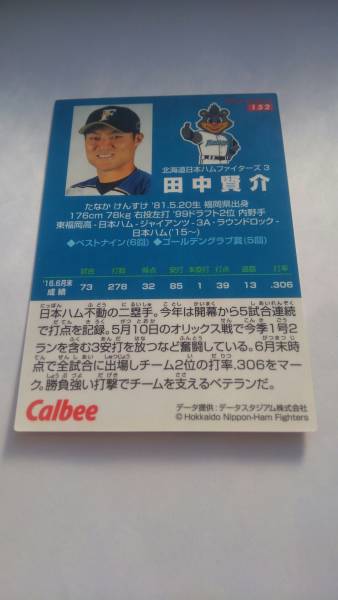 152
北海道日本ハムファイターズ 3
田中賢介
たなか けんすけ '81.5.20生 福岡県出身
176cm 78kg 右投左打 '99ドラフト2位 内野手
東福岡高－日本ハム－ジャイアンツ－3A・ラウンドロック－
日本ハム('15～)
◆ベストナイン(6回) ◆ゴールデングラブ賞(5回)
試合 打数 得点 安打 本塁打 打点 盗塁 打率
'16.6月末成績 73 278 32 85 1 39 13 .306
日本ハム不動の二塁手。今年は開幕から5試合連続
で打点を記録。5月10日のオリックス戦で今季1号2
ランを含む3安打を放つなど奮闘している。6月末時
点で全試合に出場しチーム2位の打率.306をマー
ク。勝負強い打撃でチームを支えるベテランだ。
Calbee
データ提供：データスタジアム株式会社
© Hokkaido Nippon-Ham Fighters